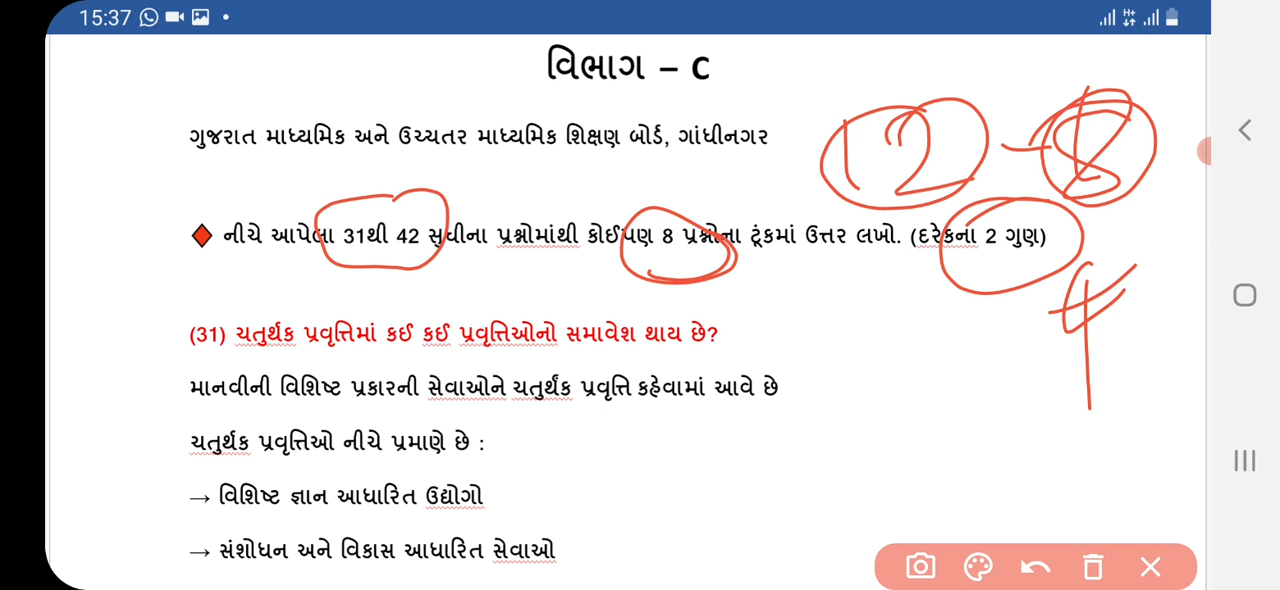 15:37
વિભાગ – C
ગુજરાત માધ્યમિક અને ઉચ્ચતર માધ્યમિક શિક્ષણ બોર્ડ, ગાંધીનગર
12 – 8
નીચે આપેલા 31થી 42 સુધીના પ્રશ્નોમાંથી કોઈપણ 8 પ્રશ્નોના ટૂંકમાં ઉત્તર લખો. (દરેકના 2 ગુણ)
(31) ચતુર્થક પ્રવૃત્તિમાં કઈ કઈ પ્રવૃત્તિઓનો સમાવેશ થાય છે?
માનવીની વિશિષ્ટ પ્રકારની સેવાઓને ચતુર્થંક પ્રવૃત્તિ કહેવામાં આવે છે
ચતુર્થક પ્રવૃત્તિઓ નીચે પ્રમાણે છે :
→ વિશિષ્ટ જ્ઞાન આધારિત ઉદ્યોગો
→ સંશોધન અને વિકાસ આધારિત સેવાઓ